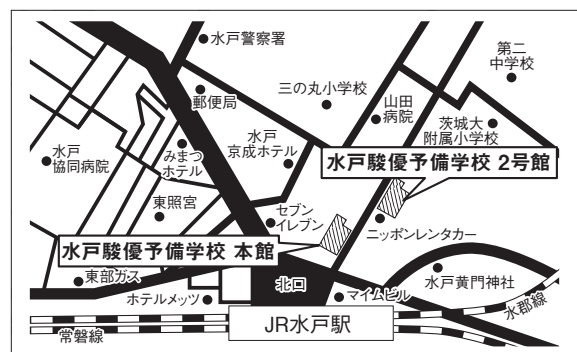 水戸警察署
第二
中学校
三の丸小学校
郵便局
山田
病院
茨城大
附属小学校
水戸
京成ホテル
みまつ
ホテル
水戸
協同病院
水戸駿優予備学校 2号館
東照宮
セブン
イレブン
ニッポンレンタカー
水戸駿優予備学校 本館
東部ガス
北口
水戸黄門神社
ホテルメッツ
マイムビル
水郡線
JR水戸駅
常磐線